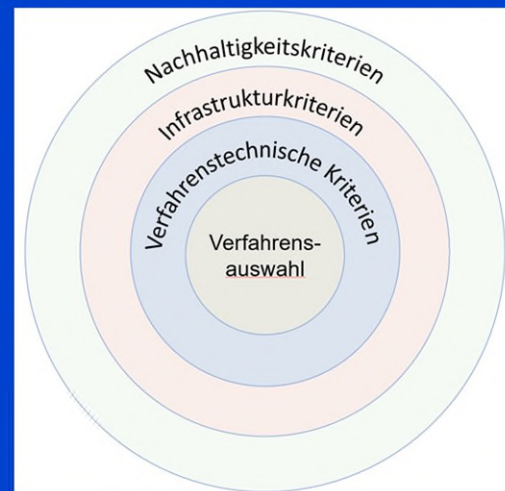 Nachhaltigkeitskriterien
Infrastrukturkriterien
Verfahrenstechnische Kriterien
Verfahrens-
auswahl